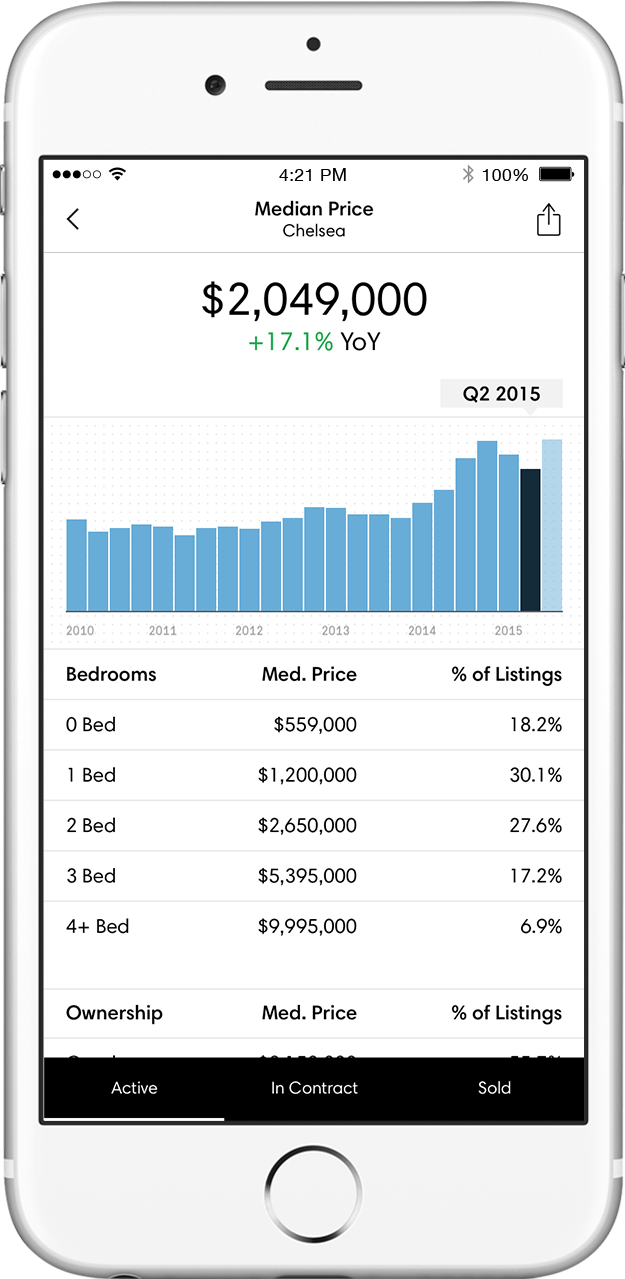 4:21 PM 100%
Median Price
Chelsea
$2,049,000
+17.1% YoY
Q2 2015
2010 2011 2012 2013 2014 2015
Bedrooms Med. Price % of Listings
0 Bed $559,000 18.2%
1 Bed $1,200,000 30.1%
2 Bed $2,650,000 27.6%
3 Bed $5,395,000 17.2%
4+ Bed $9,995,000 6.9%
Ownership Med. Price % of Listings
Active In Contract Sold